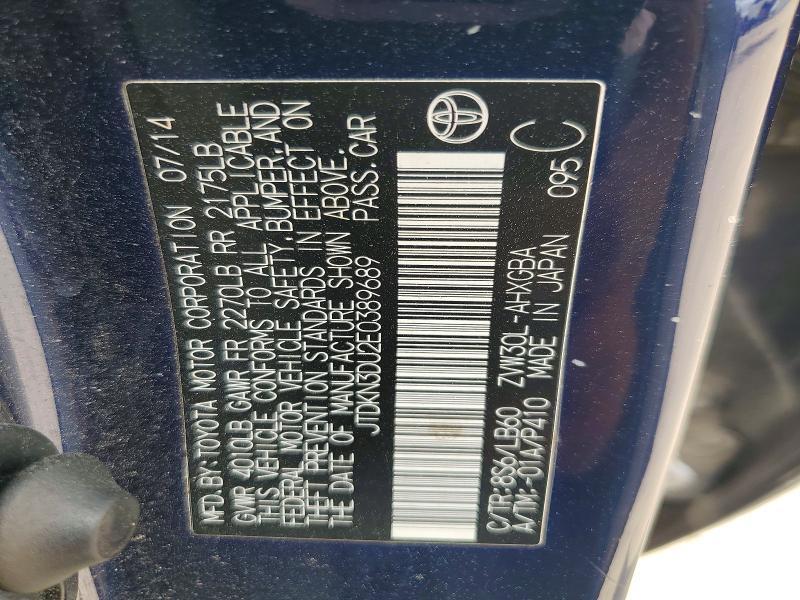 MFD. BY: TOYOTA MOTOR CORPORATION 07/14
GVWR 4010LB GAWR FR 2270LB RR 2175LB
THIS VEHICLE CONFORMS TO ALL APPLICABLE
FEDERAL MOTOR VEHICLE SAFETY, BUMPER, AND
THEFT PREVENTION STANDARDS IN EFFECT ON
THE DATE OF MANUFACTURE SHOWN ABOVE.
JTDKN3DU2E0389689 PASS. CAR
C/TR:8S6/LB60 ZVW30L-AHXGBA
A/TM:-01A/P410 MADE IN JAPAN 095 C